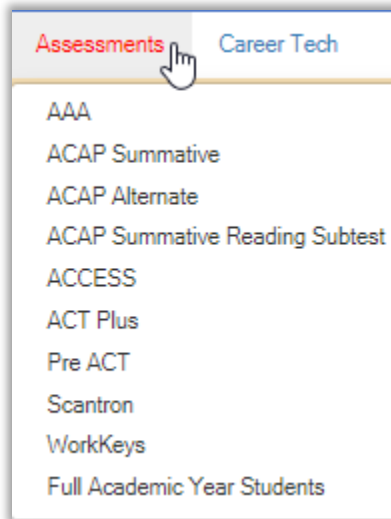 Assessments Career Tech
AAA
ACAP Summative
ACAP Alternate
ACAP Summative Reading Subtest
ACCESS
ACT Plus
Pre ACT
Scantron
WorkKeys
Full Academic Year Students